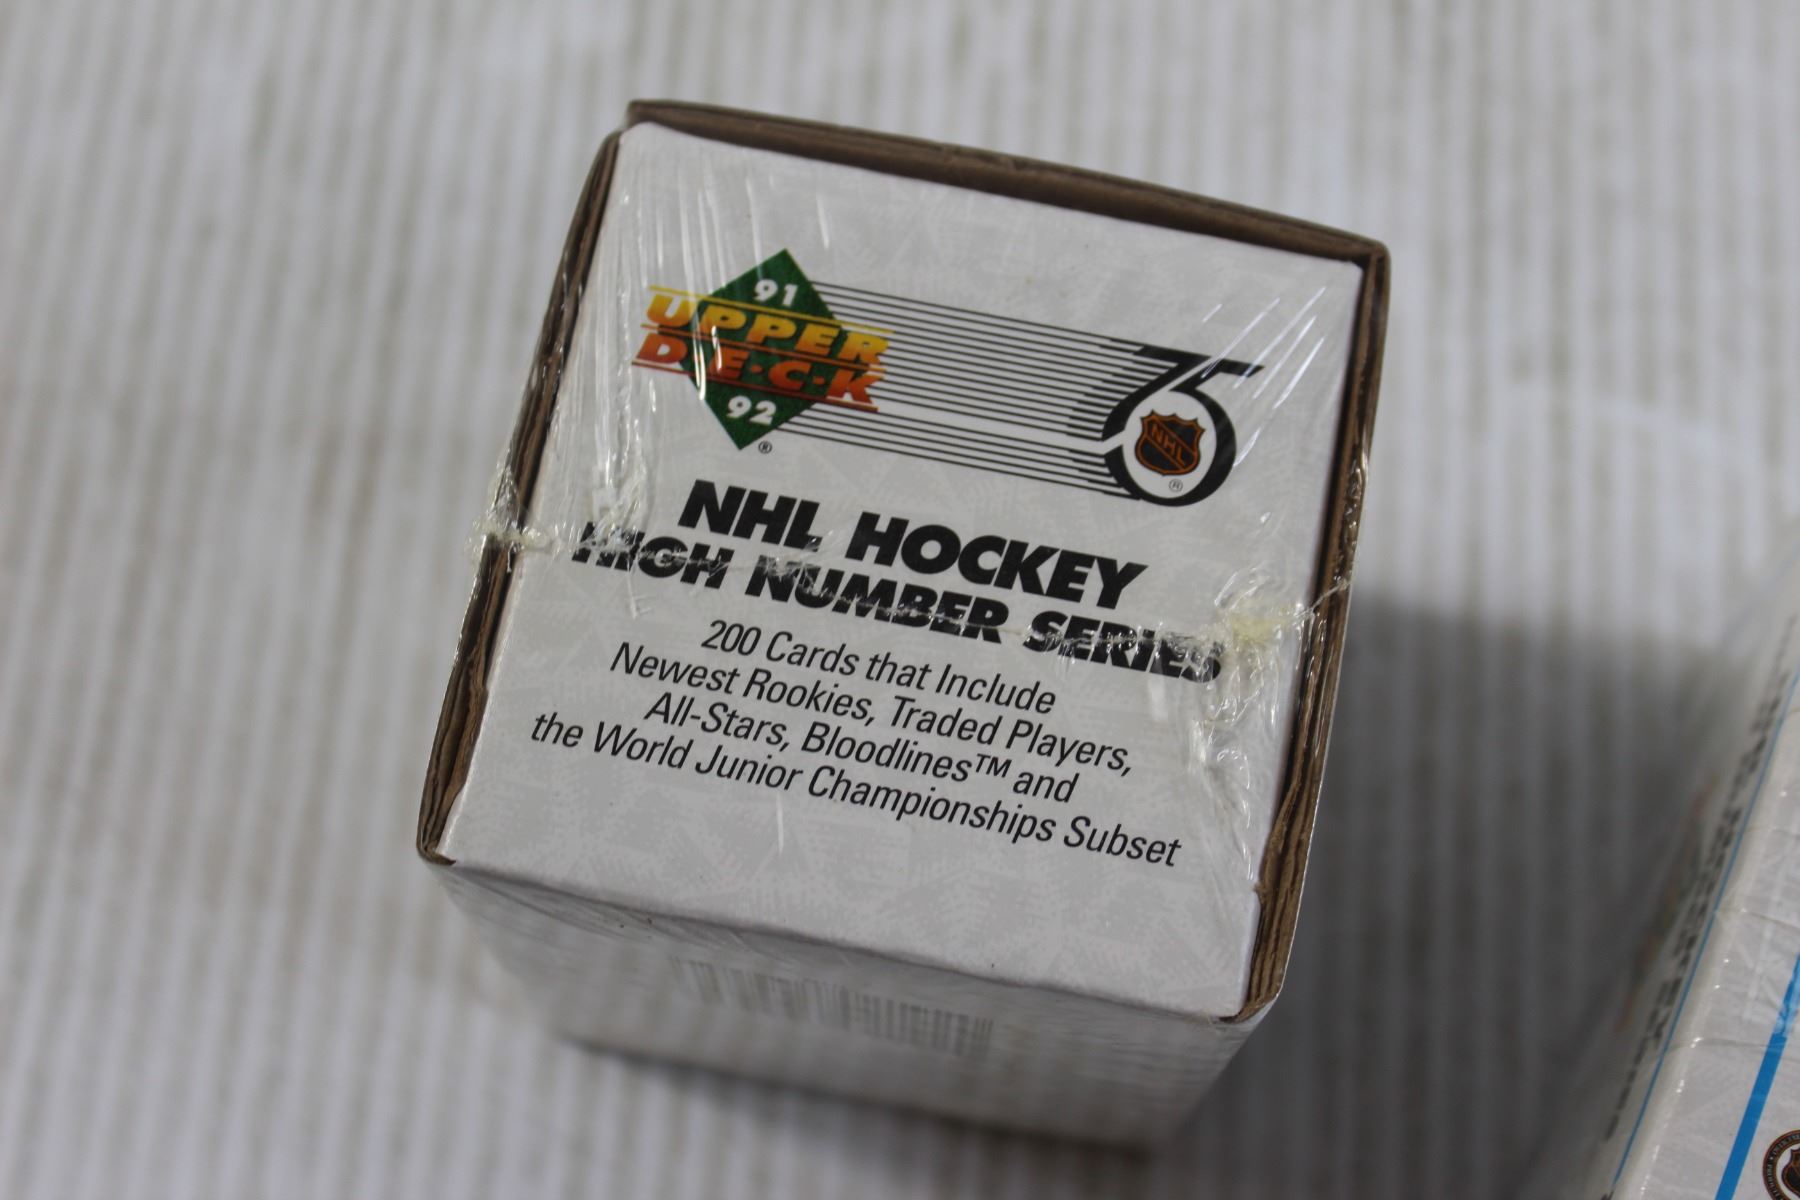 91
UPPER
D·E·C·K
92
®
75
NHL
®
NHL HOCKEY
HIGH NUMBER SERIES
200 Cards that Include
Newest Rookies, Traded Players,
All-Stars, Bloodlines™ and
the World Junior Championships Subset